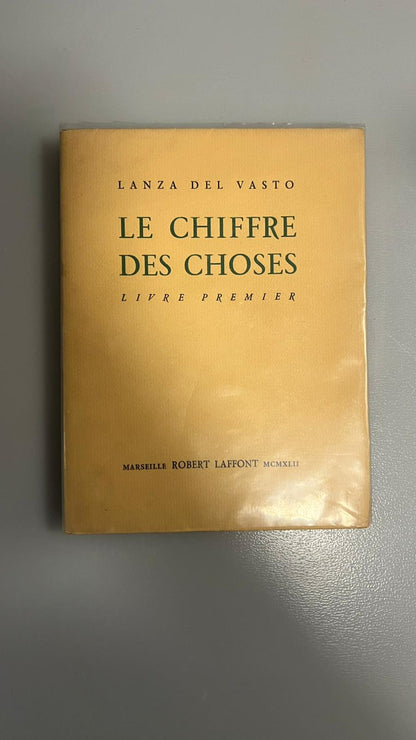 LANZA DEL VASTO
LE CHIFFRE
DES CHOSES
LIVRE PREMIER
MARSEILLE ROBERT LAFFONT MCMXLII